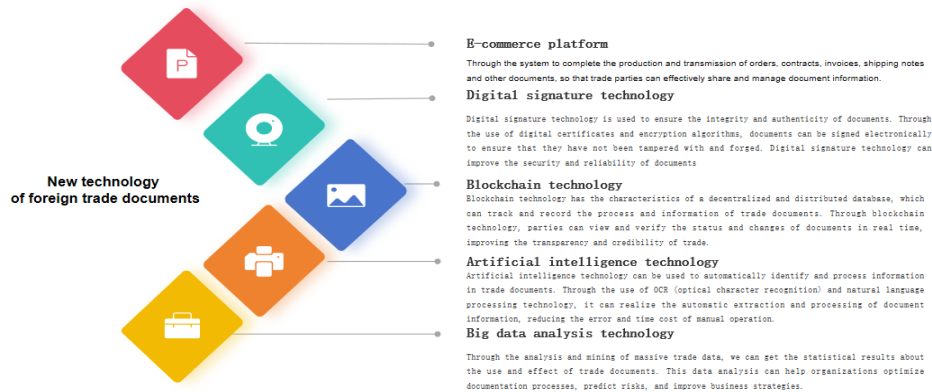 New technology
of foreign trade documents
P
E-commerce platform
Through the system to complete the production and transmission of orders, contracts, invoices, shipping notes
and other documents, so that trade parties can effectively share and manage document information.
Digital signature technology
Digital signature technology is used to ensure the integrity and authenticity of documents. Through
the use of digital certificates and encryption algorithms, documents can be signed electronically
to ensure that they have not been tampered with and forged. Digital signature technology can
improve the security and reliability of documents
Blockchain technology
Blockchain technology has the characteristics of a decentralized and distributed database, which
can track and record the process and information of trade documents. Through blockchain
technology, parties can view and verify the status and changes of documents in real time,
improving the transparency and credibility of trade.
Artificial intelligence technology
Artificial intelligence technology can be used to automatically identify and process information
in trade documents. Through the use of OCR (optical character recognition) and natural language
processing technology, it can realize the automatic extraction and processing of document
information, reducing the error and time cost of manual operation.
Big data analysis technology
Through the analysis and mining of massive trade data, we can get the statistical results about
the use and effect of trade documents. This data analysis can help organizations optimize
documentation processes, predict risks, and improve business strategies.